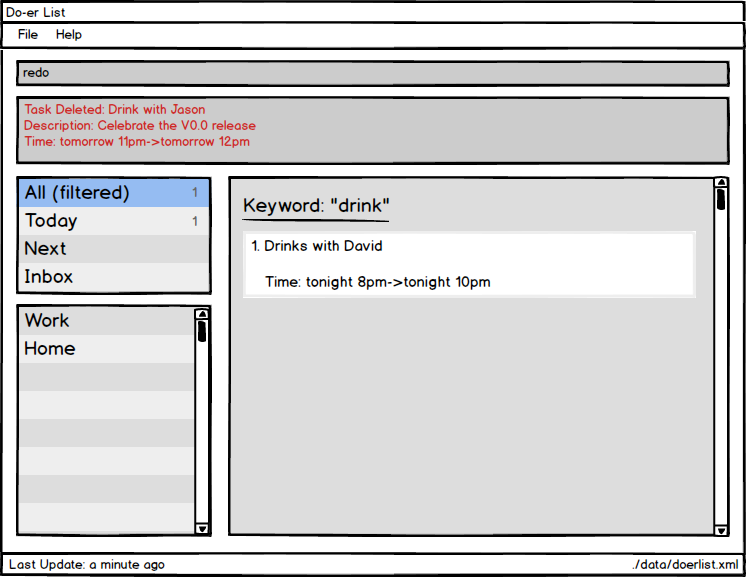 Do-er List
File Help
redo
Task Deleted: Drink with Jason
Description: Celebrate the V0.0 release
Time: tomorrow 11pm->tomorrow 12pm
All (filtered) 1
Today 1
Next
Inbox
Work
Home
Keyword: "drink"
1. Drinks with David
Time: tonight 8pm->tonight 10pm
Last Update: a minute ago
./data/doerlist.xml